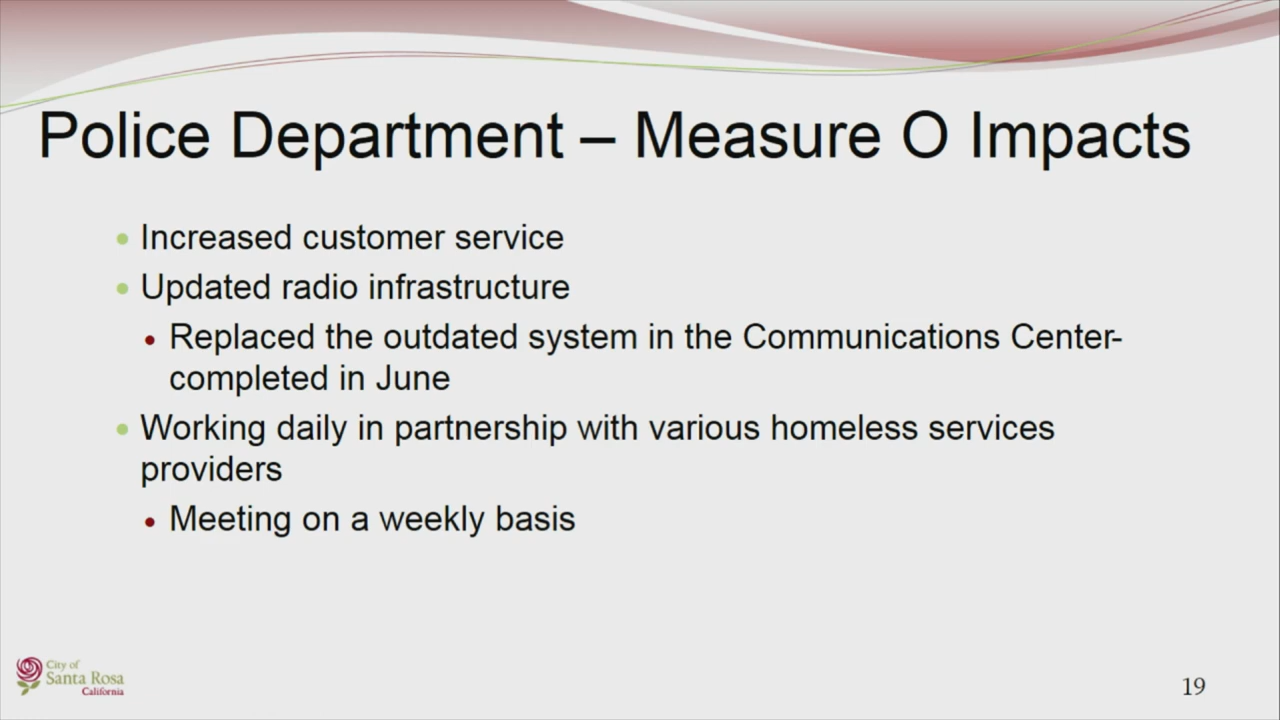 Police Department – Measure O Impacts
Increased customer service
Updated radio infrastructure
Replaced the outdated system in the Communications Center-
completed in June
Working daily in partnership with various homeless services
providers
Meeting on a weekly basis
City of
Santa Rosa
California
19